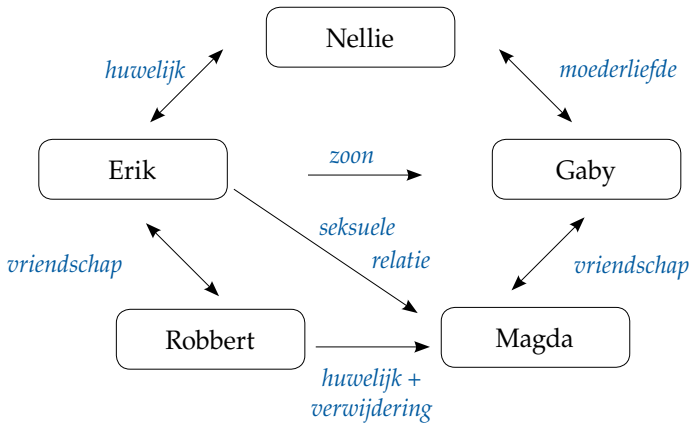 Nellie
huwelijk
moederliefde
Erik
zoon
Gaby
seksuele
relatie
vriendschap
vriendschap
Robbert
Magda
huwelijk +
verwijdering